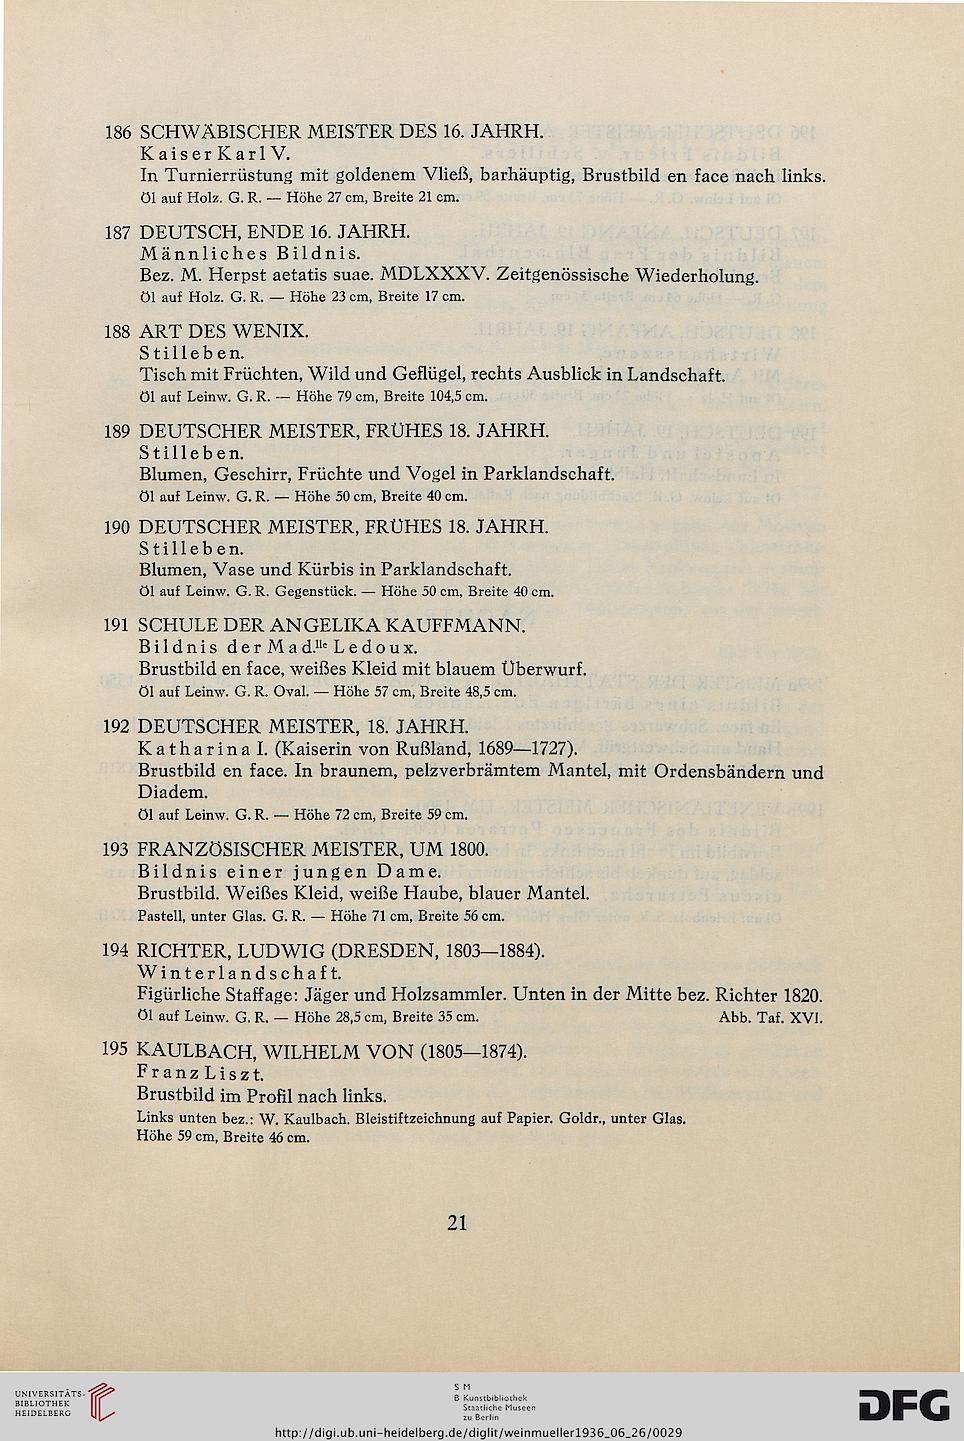 186 SCHWÄBISCHER MEISTER DES 16. JAHRH.
Kaiser Karl V.
In Turnierrüstung mit goldenem Vließ, barhäuptig, Brustbild en face nach links.
Öl auf Holz. G. R. — Höhe 27 cm, Breite 21 cm.
187 DEUTSCH, ENDE 16. JAHRH.
Männliches Bildnis.
Bez. M. Herpst aetatis suae. MDLXXXV. Zeitgenössische Wiederholung.
Öl auf Holz. G. R. — Höhe 23 cm, Breite 17 cm.
188 ART DES WENIX.
Stilleben.
Tisch mit Früchten, Wild und Geflügel, rechts Ausblick in Landschaft.
Öl auf Leinw. G. R. — Höhe 79 cm, Breite 104,5 cm.
189 DEUTSCHER MEISTER, FRÜHES 18. JAHRH.
Stilleben.
Blumen, Geschirr, Früchte und Vogel in Parklandschaft.
Öl auf Leinw. G. R. — Höhe 50 cm, Breite 40 cm.
190 DEUTSCHER MEISTER, FRÜHES 18. JAHRH.
Stilleben.
Blumen, Vase und Kürbis in Parklandschaft.
Öl auf Leinw. G. R. Gegenstück. — Höhe 50 cm, Breite 40 cm.
191 SCHULE DER ANGELIKA KAUFFMANN.
Bildnis der Mad.lle Ledoux.
Brustbild en face, weißes Kleid mit blauem Überwurf.
Öl auf Leinw. G. R. Oval. — Höhe 57 cm, Breite 48,5 cm.
192 DEUTSCHER MEISTER, 18. JAHRH.
Katharina I. (Kaiserin von Rußland, 1689—1727).
Brustbild en face. In braunem, pelzverbrämtem Mantel, mit Ordensbändern und
Diadem.
Öl auf Leinw. G. R. — Höhe 72 cm, Breite 59 cm.
193 FRANZÖSISCHER MEISTER, UM 1800.
Bildnis einer jungen Dame.
Brustbild. Weißes Kleid, weiße Haube, blauer Mantel.
Pastell, unter Glas. G. R. — Höhe 71 cm, Breite 56 cm.
194 RICHTER, LUDWIG (DRESDEN, 1803—1884).
Winterlandschaft.
Figürliche Staffage: Jäger und Holzsammler. Unten in der Mitte bez. Richter 1820.
Öl auf Leinw. G. R. — Höhe 28,5 cm, Breite 35 cm. Abb. Taf. XVI.
195 KAULBACH, WILHELM VON (1805—1874).
Franz Liszt.
Brustbild im Profil nach links.
Links unten bez.: W. Kaulbach. Bleistiftzeichnung auf Papier. Goldr., unter Glas.
Höhe 59 cm, Breite 46 cm.
21
UNIVERSITÄTS-
BIBLIOTHEK
HEIDELBERG
S M
B Kunstbibliothek
Staatliche Museen
zu Berlin
DFG
http://digi.ub.uni-heidelberg.de/diglit/weinmueller1936_06_26/0029